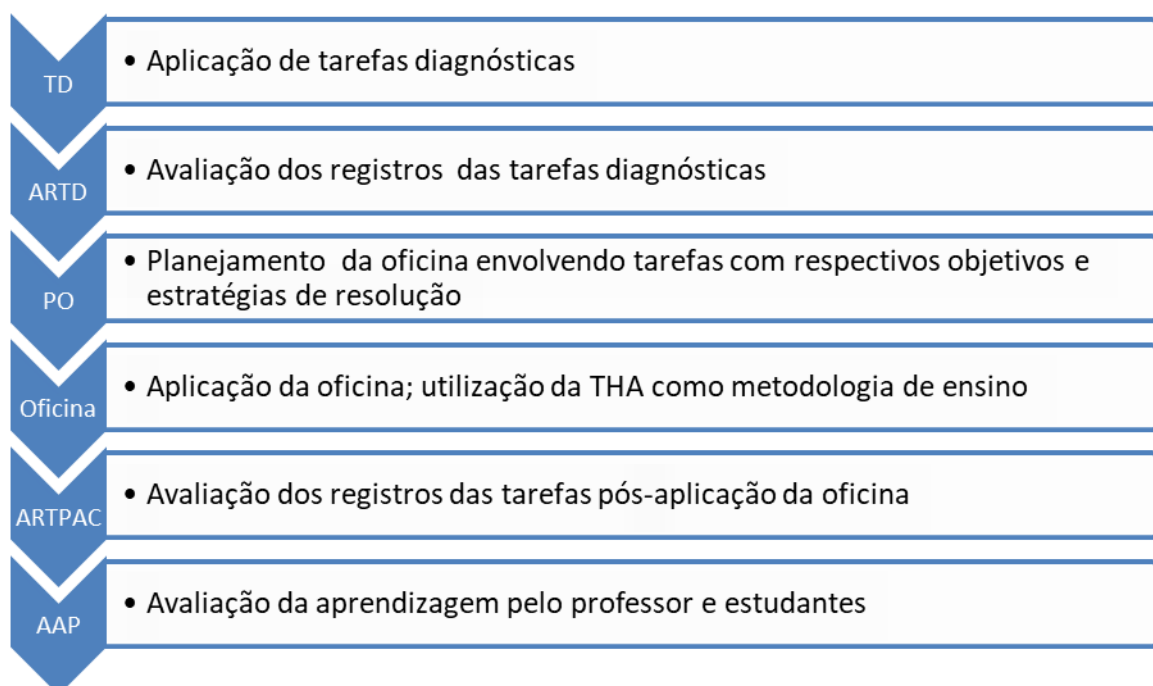 TD
• Aplicação de tarefas diagnósticas
ARTD
• Avaliação dos registros das tarefas diagnósticas
PO
• Planejamento da oficina envolvendo tarefas com respectivos objetivos e
estratégias de resolução
Oficina
• Aplicação da oficina; utilização da THA como metodologia de ensino
ARTPAC
• Avaliação dos registros das tarefas pós-aplicação da oficina
AAP
• Avaliação da aprendizagem pelo professor e estudantes